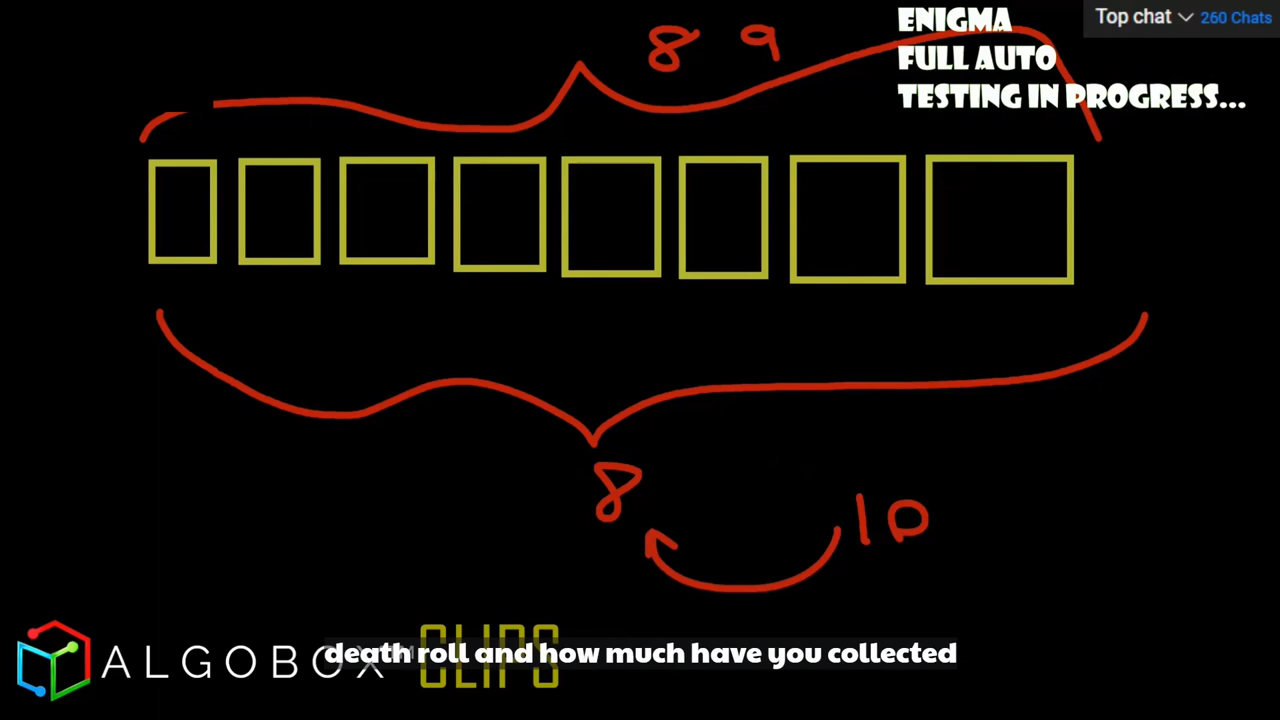 ENIGMA
FULL AUTO
TESTING IN PROGRESS...
Top chat 260 Chats
8 9
8
10
ALGOBOX CLIPS
death roll and how much have you collected